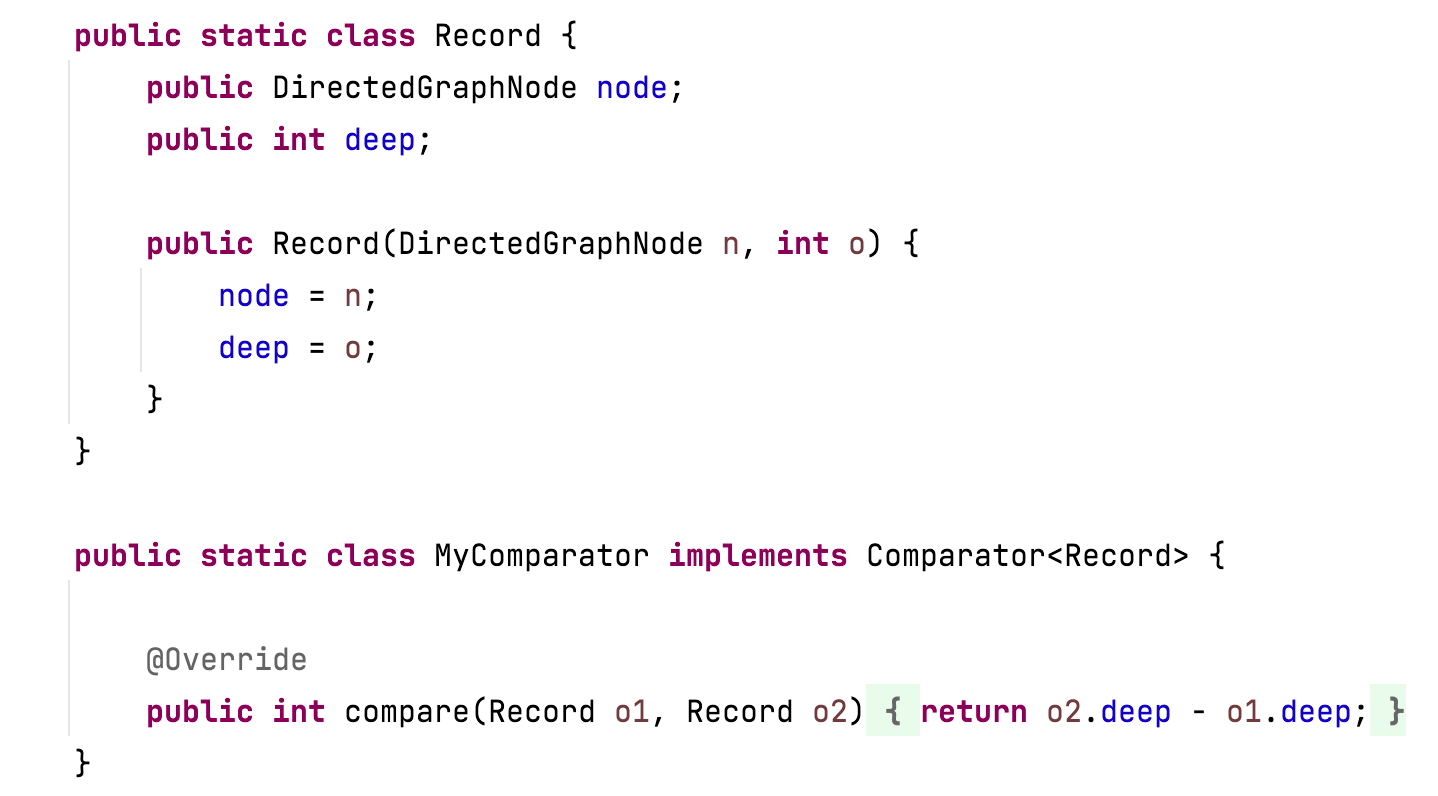 public static class Record {
    public DirectedGraphNode node;
    public int deep;

    public Record(DirectedGraphNode n, int o) {
        node = n;
        deep = o;
    }
}

public static class MyComparator implements Comparator<Record> {

    @Override
    public int compare(Record o1, Record o2) { return o2.deep - o1.deep; }
}